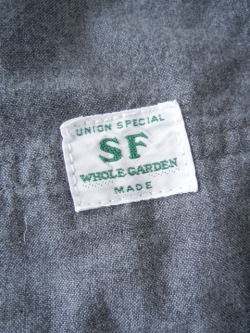 UNION SPECIAL
SF
WHOLE GARDEN
MADE